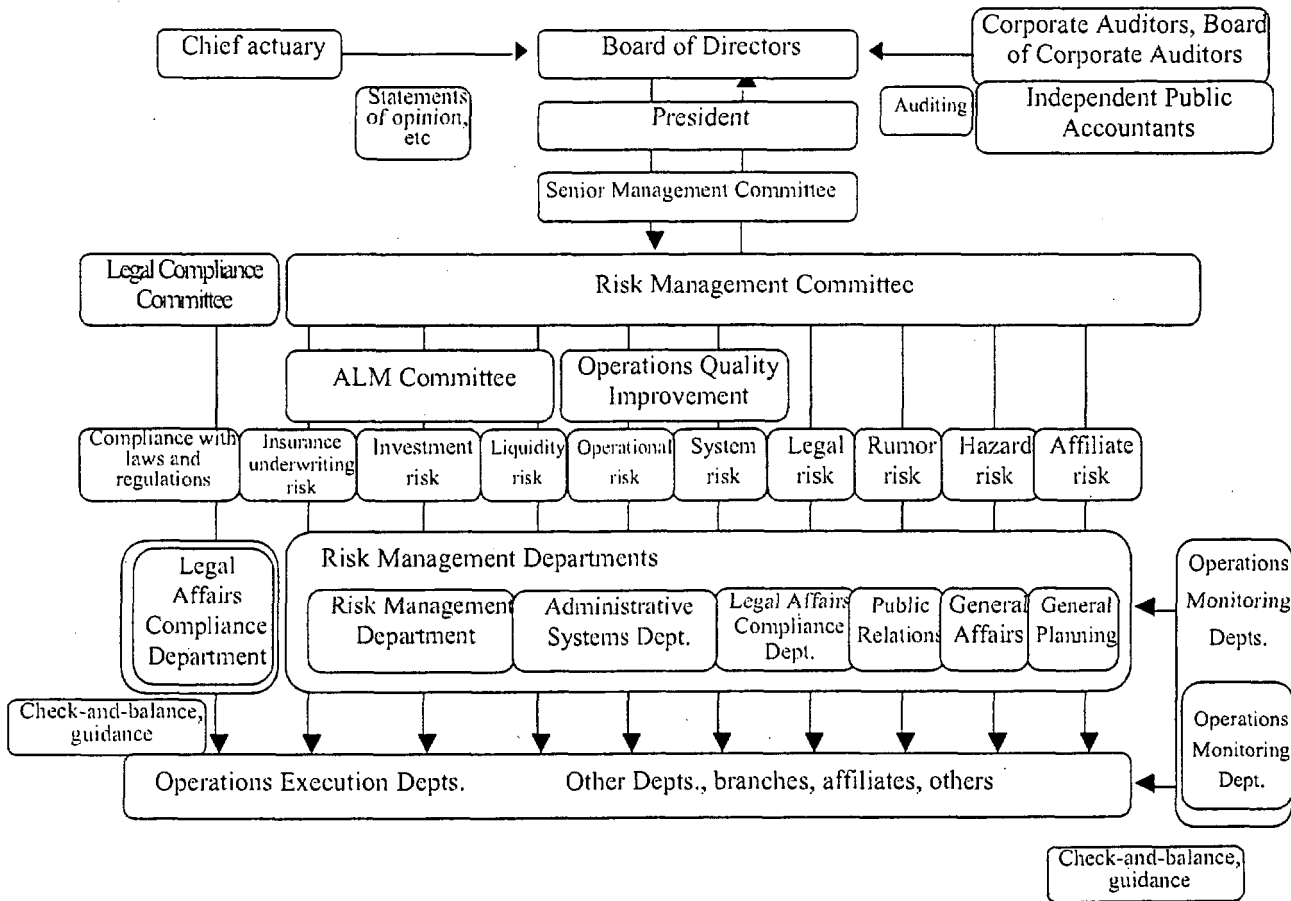 Chief actuary
Board of Directors
Corporate Auditors, Board
of Corporate Auditors
Statements
of opinion,
etc
President
Auditing
Independent Public
Accountants
Senior Management Committee
Legal Compliance
Committee
Risk Management Committee
ALM Committee
Operations Quality
Improvement
Compliance with
laws and
regulations
Insurance
underwriting
risk
Investment
risk
Liquidity
risk
Operational
risk
System
risk
Legal
risk
Rumor
risk
Hazard
risk
Affiliate
risk
Legal
Affairs
Compliance
Department
Risk Management Departments
Risk Management
Department
Administrative
Systems Dept.
Legal Affairs
Compliance
Dept.
Public
Relations
General
Affairs
General
Planning
Operations
Monitoring
Depts.
Operations
Monitoring
Dept.
Check-and-balance,
guidance
Operations Execution Depts.
Other Depts., branches, affiliates, others
Check-and-balance,
guidance